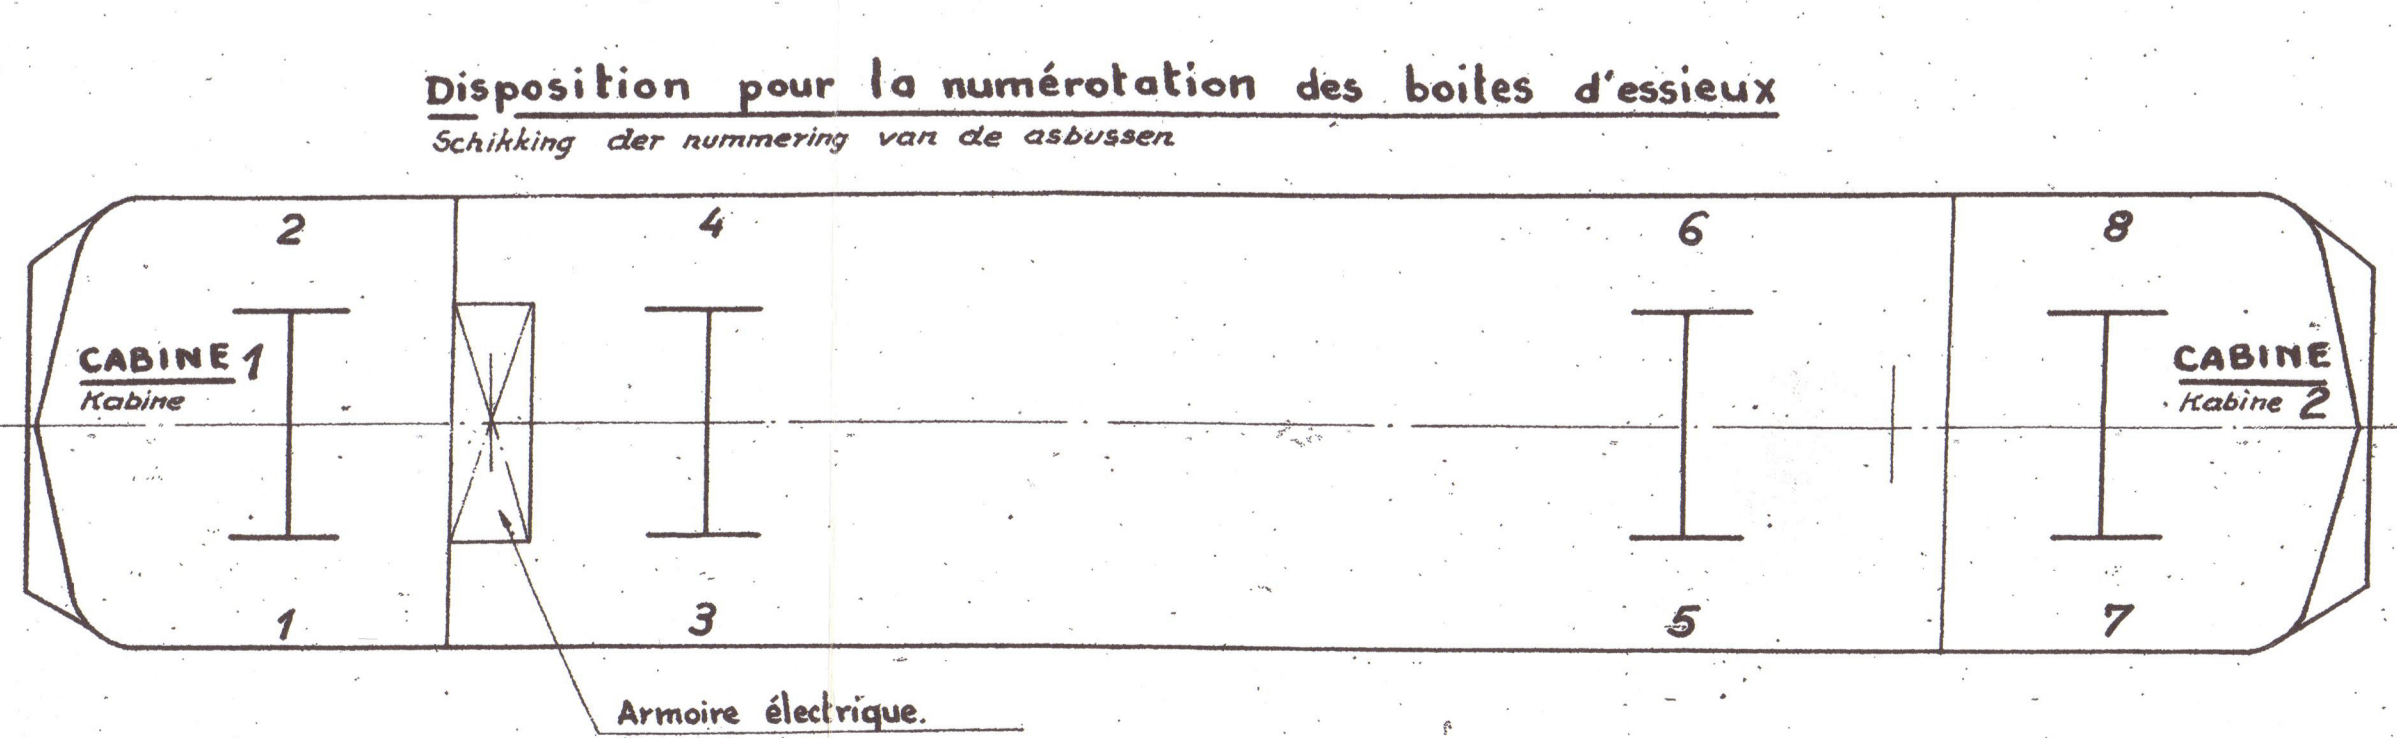 Disposition pour la numérotation des boites d'essieux
Schikking der nummering van de asbussen
2 4 6 8
CABINE 1
Kabine
CABINE
Kabine 2
1 3 5 7
Armoire électrique.